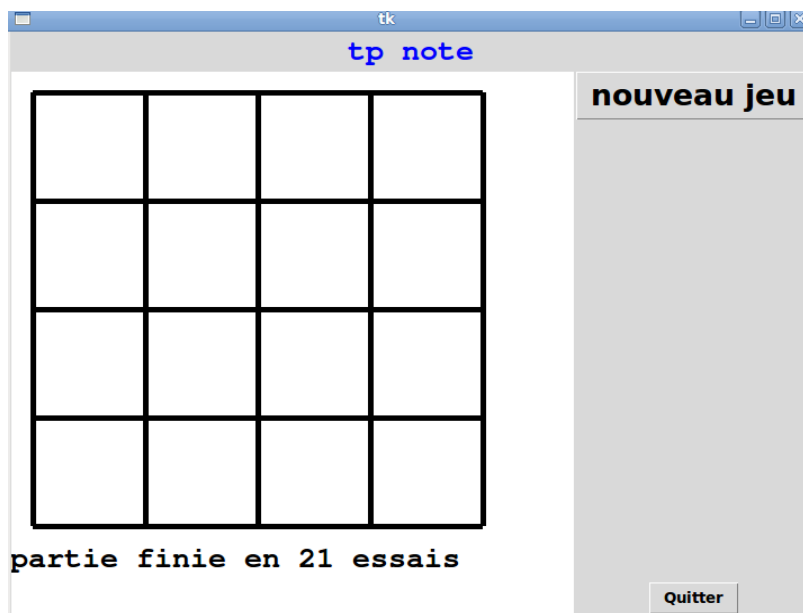 tk
tp note
nouveau jeu
partie finie en 21 essais
Quitter